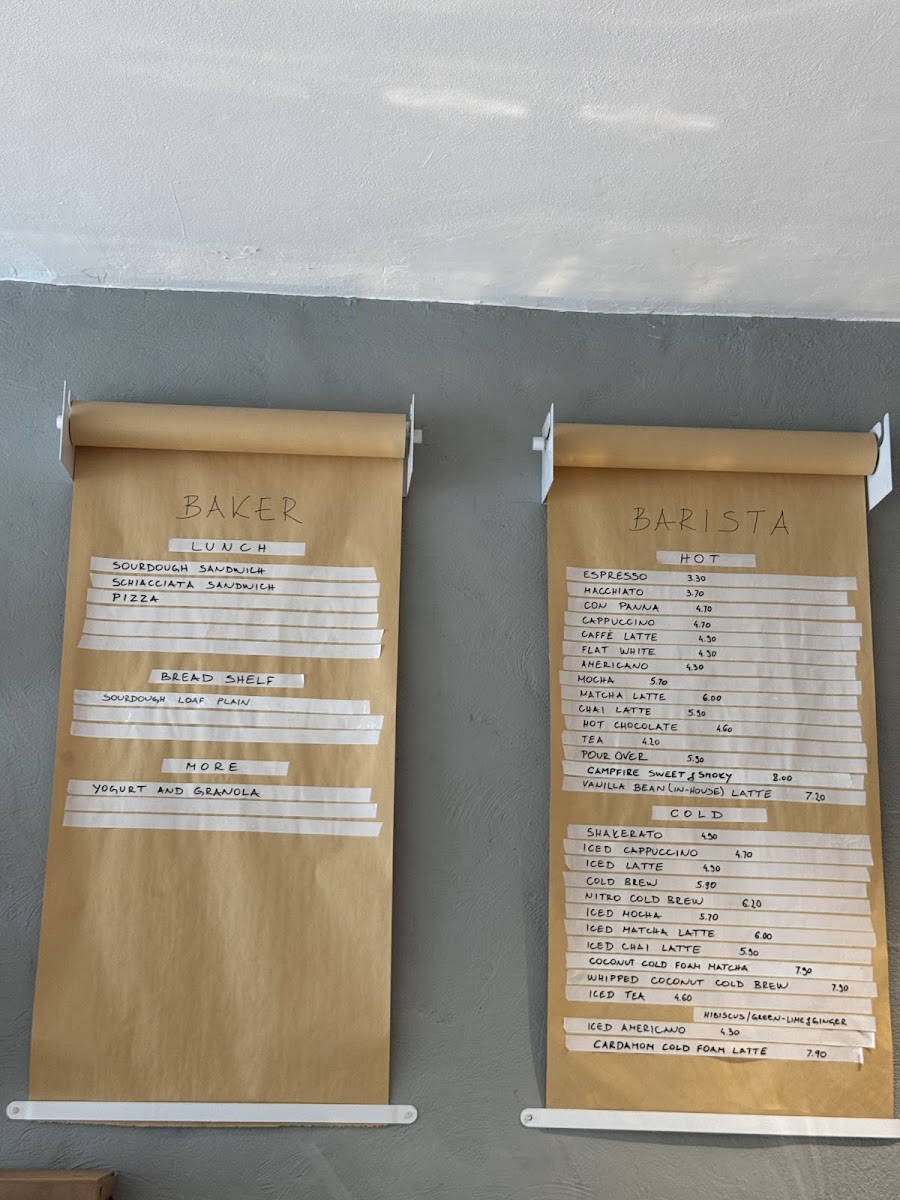 BAKER
LUNCH
SOURDOUGH SANDWICH
SCHIACCIATA SANDWICH
PIZZA
BREAD SHELF
SOURDOUGH LOAF PLAIN
MORE
YOGURT AND GRANOLA
BARISTA
HOT
ESPRESSO 3.30
MACCHIATO 3.70
CON PANNA 4.70
CAPPUCCINO 4.70
CAFFÈ LATTE 4.90
FLAT WHITE 4.90
AMERICANO 4.30
MOCHA 5.70
MATCHA LATTE 6.00
CHAI LATTE 5.90
HOT CHOCOLATE 4.60
TEA 4.20
POUR OVER 5.90
CAMPFIRE SWEET & SMOKY 8.00
VANILLA BEAN (IN-HOUSE) LATTE 7.20
COLD
SHAKERATO 4.90
ICED CAPPUCCINO 4.70
ICED LATTE 4.90
COLD BREW 5.90
NITRO COLD BREW 6.20
ICED MOCHA 5.70
ICED MATCHA LATTE 6.00
ICED CHAI LATTE 5.90
COCONUT COLD FOAM MATCHA 7.90
WHIPPED COCONUT COLD BREW 7.90
ICED TEA 4.60
HIBISCUS/GREEN-LIME & GINGER
ICED AMERICANO 4.30
CARDAMOM COLD FOAM LATTE 7.90